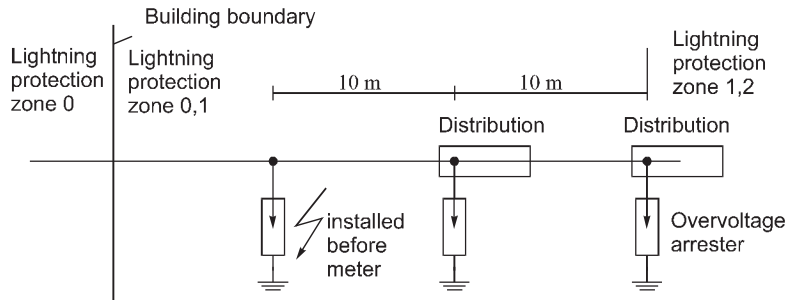 Building boundary
Lightning
protection
zone 0
Lightning
protection
zone 0,1
10 m
10 m
Lightning
protection
zone 1,2
Distribution
Distribution
installed
before
meter
Overvoltage
arrester